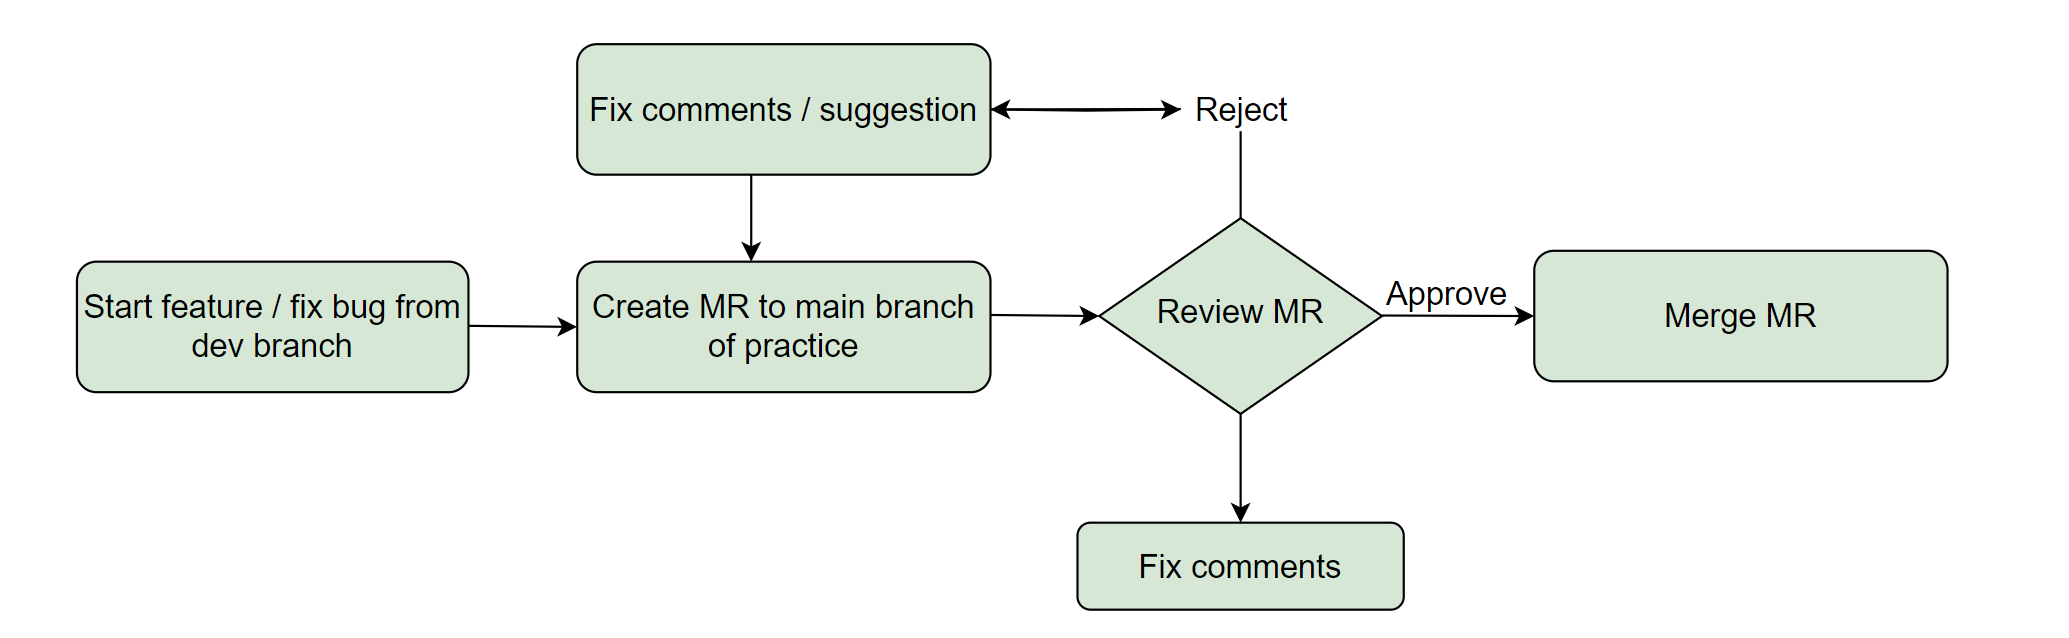 Fix comments / suggestion
Reject
Start feature / fix bug from
dev branch
Create MR to main branch
of practice
Review MR
Approve
Merge MR
Fix comments